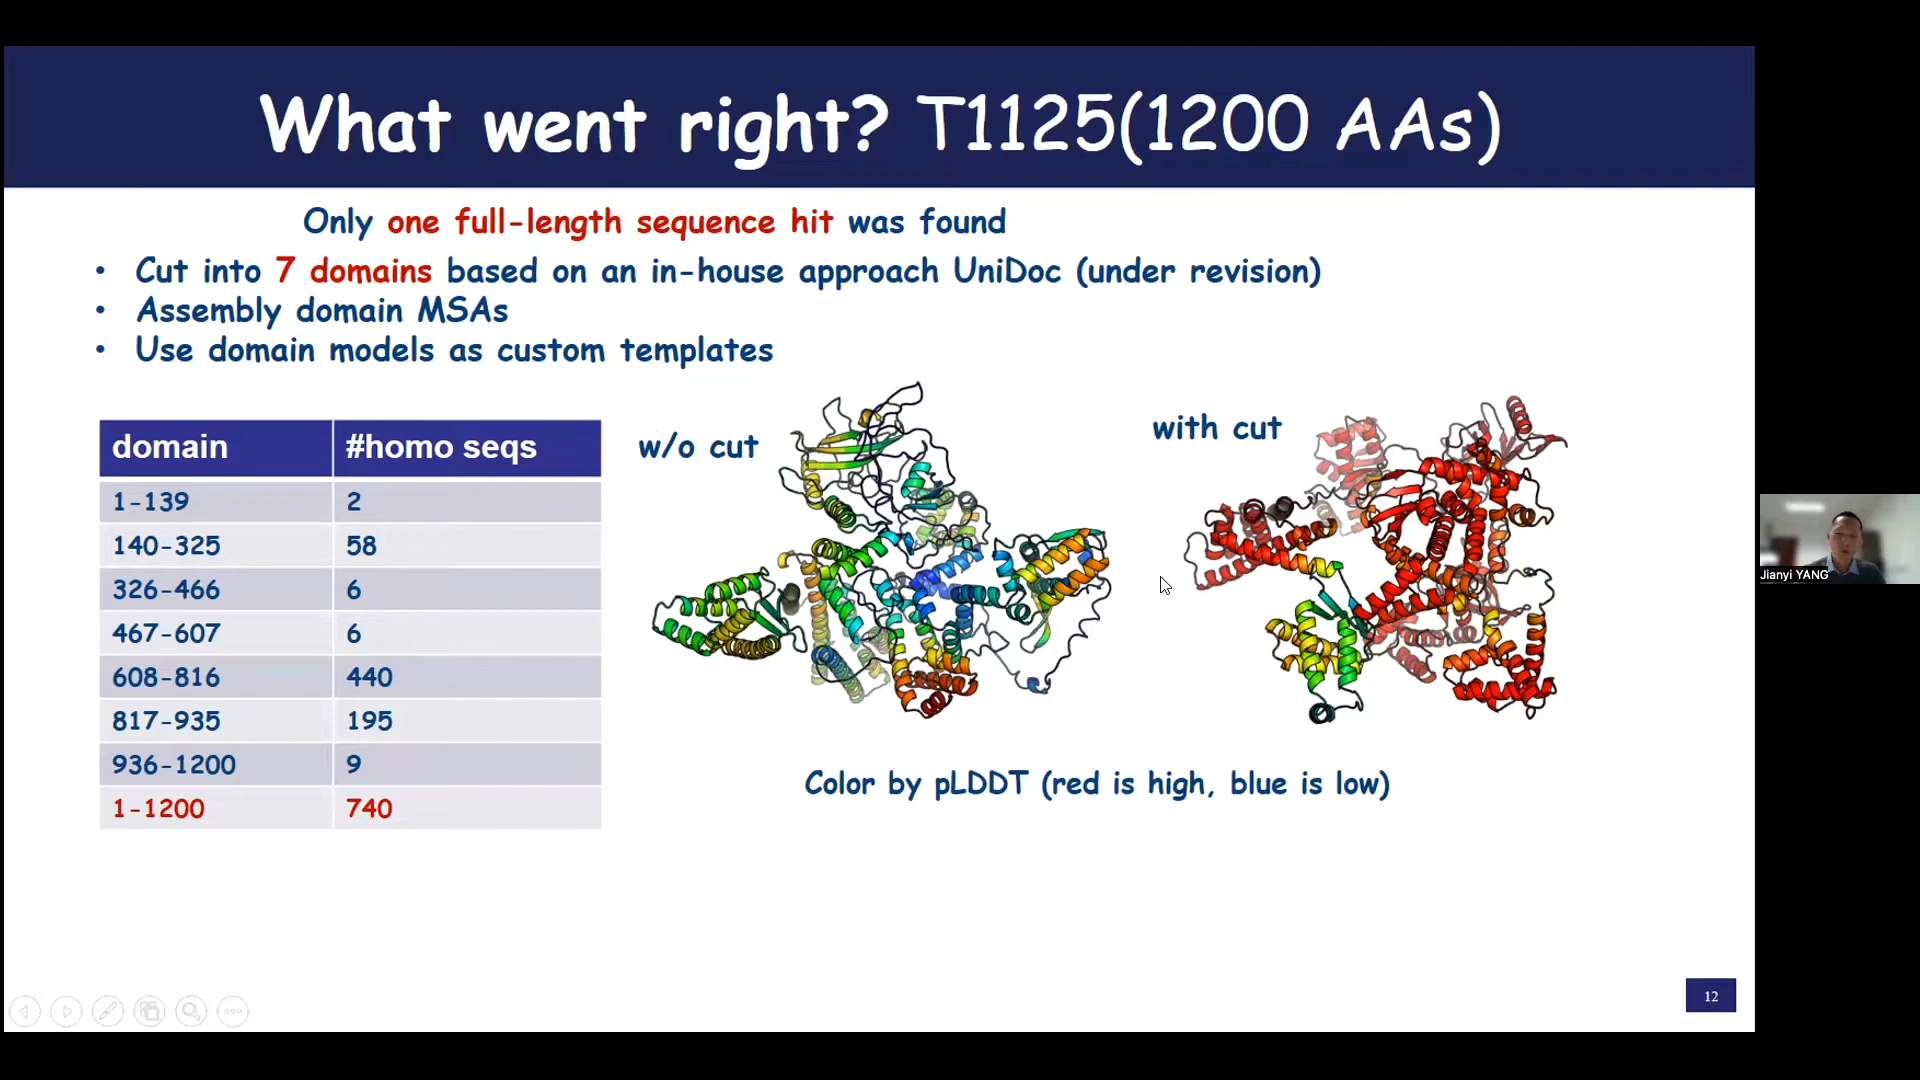 What went right? T1125(1200 AAs)
Only one full-length sequence hit was found
• Cut into 7 domains based on an in-house approach UniDoc (under revision)
• Assembly domain MSAs
• Use domain models as custom templates
domain #homo seqs
1-139 2
140-325 58
326-466 6
467-607 6
608-816 440
817-935 195
936-1200 9
1-1200 740
w/o cut
with cut
Color by pLDDT (red is high, blue is low)
Jianyi YANG
12